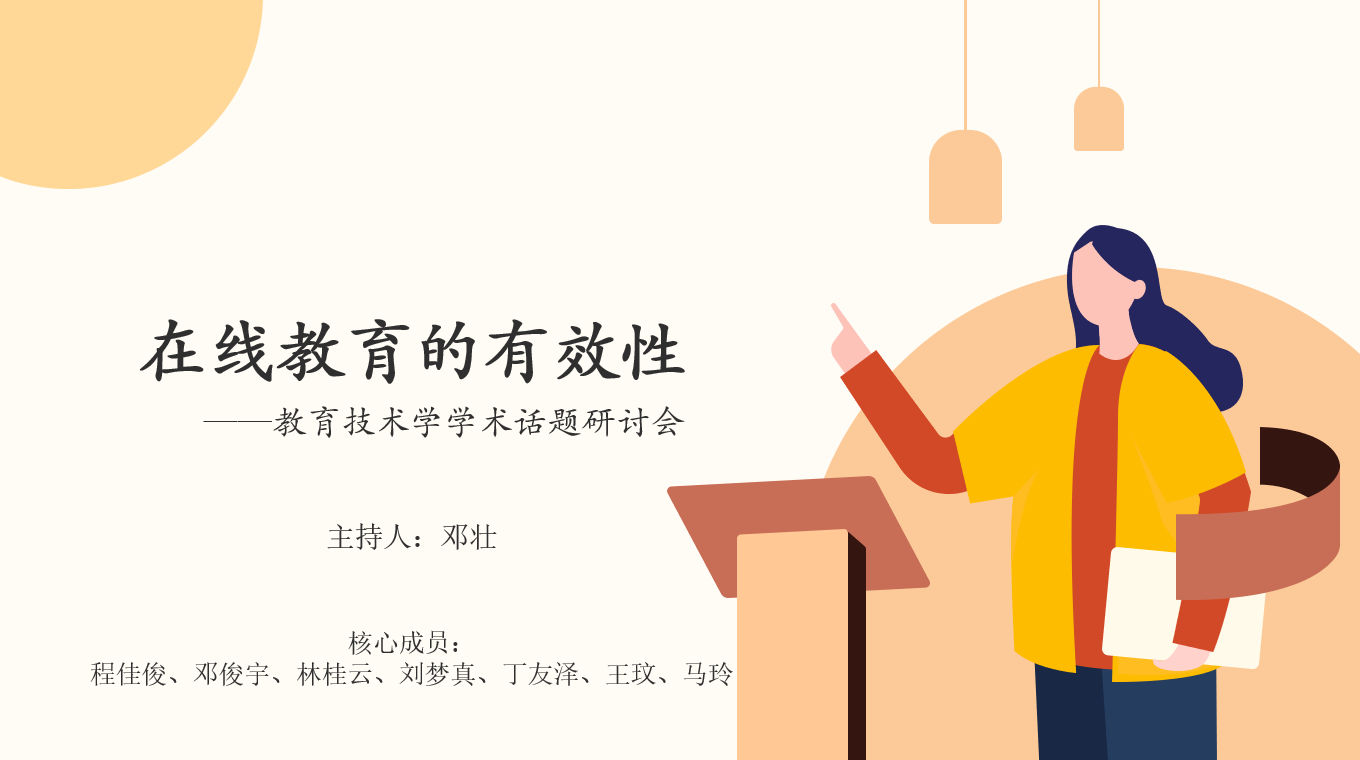 在线教育的有效性
——教育技术学学术话题研讨会
主持人：邓壮
核心成员：
程佳俊、邓俊宇、林桂云、刘梦真、丁友泽、王玟、马玲